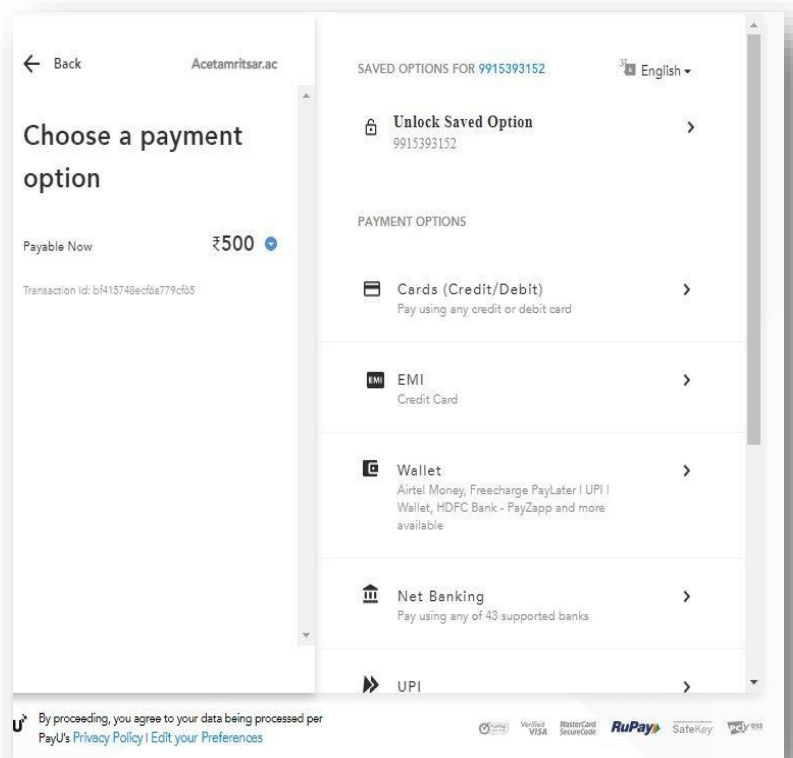 ← Back
Acetamritsar.ac
Choose a payment
option
Payable Now
₹500
Transaction Id: bf415748ecf6a779cf65
SAVED OPTIONS FOR 9915393152
English
Unlock Saved Option
9915393152
PAYMENT OPTIONS
Cards (Credit/Debit)
Pay using any credit or debit card
EMI
EMI
Credit Card
Wallet
Airtel Money, Freecharge PayLater | UPI |
Wallet, HDFC Bank - PayZapp and more
available
Net Banking
Pay using any of 43 supported banks
UPI
By proceeding, you agree to your data being processed per
PayU's Privacy Policy | Edit your Preferences
Verified
VISA
MasterCard
SecureCode
RuPay
SafeKey